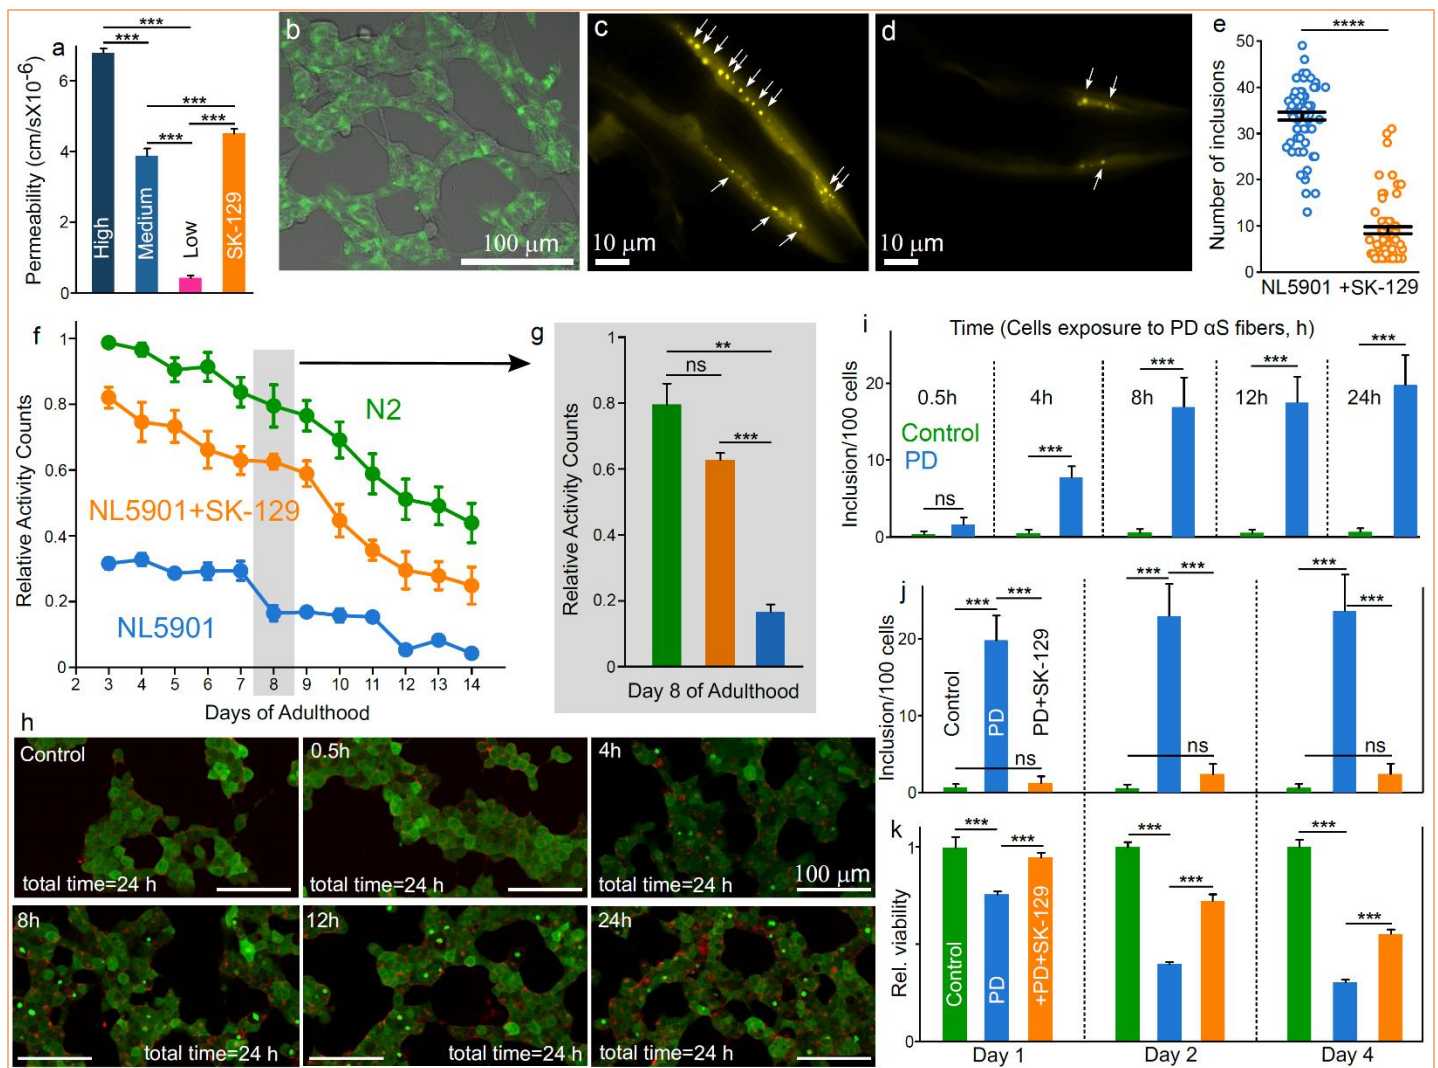 a
Permeability (cm/sX10⁻⁶)
6
4
2
0
***
***
***
***
***
High
Medium
Low
SK-129
b
100 µm
c
10 µm
d
10 µm
e
****
Number of inclusions
50
40
30
20
10
0
NL5901 +SK-129
f
Relative Activity Counts
1
0.8
0.6
0.4
0.2
0
N2
NL5901+SK-129
NL5901
2 3 4 5 6 7 8 9 10 11 12 13 14
Days of Adulthood
g
Relative Activity Counts
1
0.8
0.6
0.4
0.2
0
**
ns
***
Day 8 of Adulthood
h
Control
total time=24 h
0.5h
total time=24 h
4h
100 µm
total time=24 h
8h
total time=24 h
12h
total time=24 h
24h
total time=24 h
i
Time (Cells exposure to PD αS fibers, h)
Inclusion/100 cells
20
10
0
0.5h
4h
8h
12h
24h
Control
PD
ns
***
***
***
***
j
Inclusion/100 cells
20
10
0
Control
PD
PD+SK-129
*** ***
ns
*** ***
ns
*** ***
ns
k
Rel. viability
1
0
Control
PD
+PD+SK-129
*** ***
*** ***
*** ***
Day 1
Day 2
Day 4